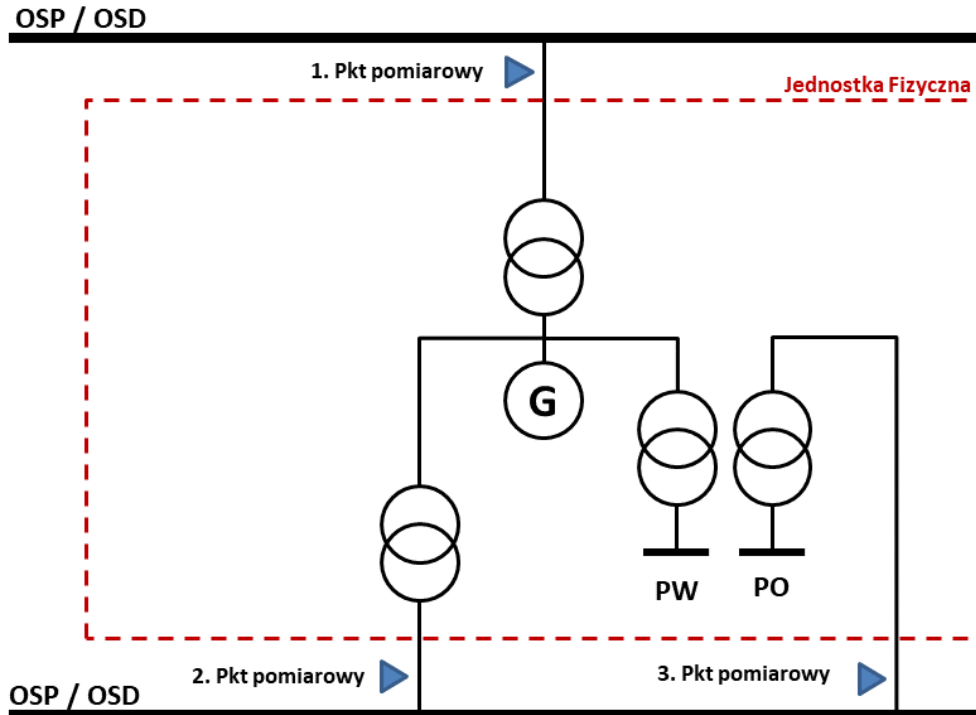 OSP / OSD
1. Pkt pomiarowy
Jednostka Fizyczna
G
PW
PO
2. Pkt pomiarowy
3. Pkt pomiarowy
OSP / OSD